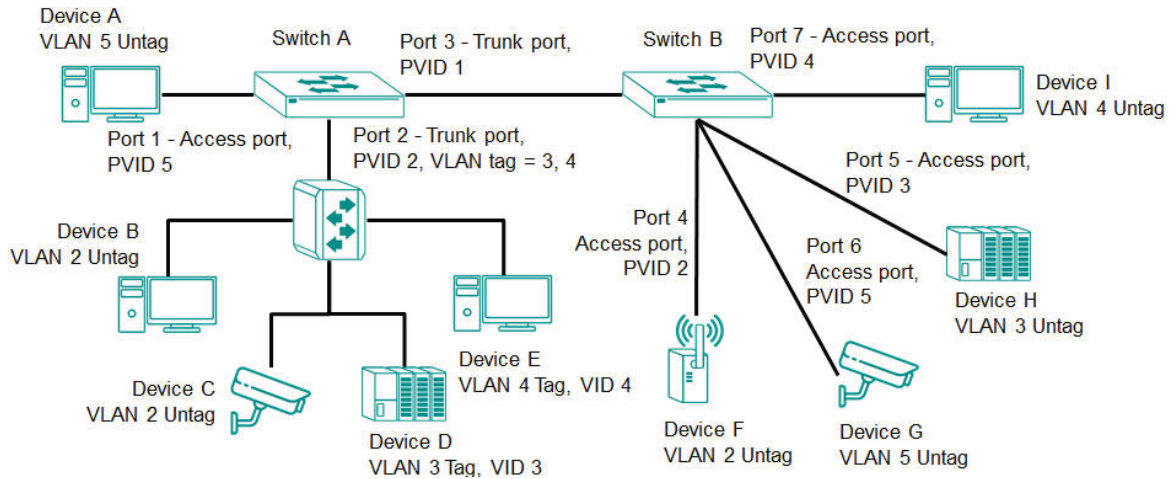 Device A
VLAN 5 Untag
Switch A
Port 3 - Trunk port,
PVID 1
Switch B
Port 7 - Access port,
PVID 4
Device I
VLAN 4 Untag
Port 1 - Access port,
PVID 5
Port 2 - Trunk port,
PVID 2, VLAN tag = 3, 4
Port 5 - Access port,
PVID 3
Device B
VLAN 2 Untag
Port 4
Access port,
PVID 2
Port 6
Access port,
PVID 5
Device H
VLAN 3 Untag
Device E
VLAN 4 Tag, VID 4
Device C
VLAN 2 Untag
Device D
VLAN 3 Tag, VID 3
Device F
VLAN 2 Untag
Device G
VLAN 5 Untag